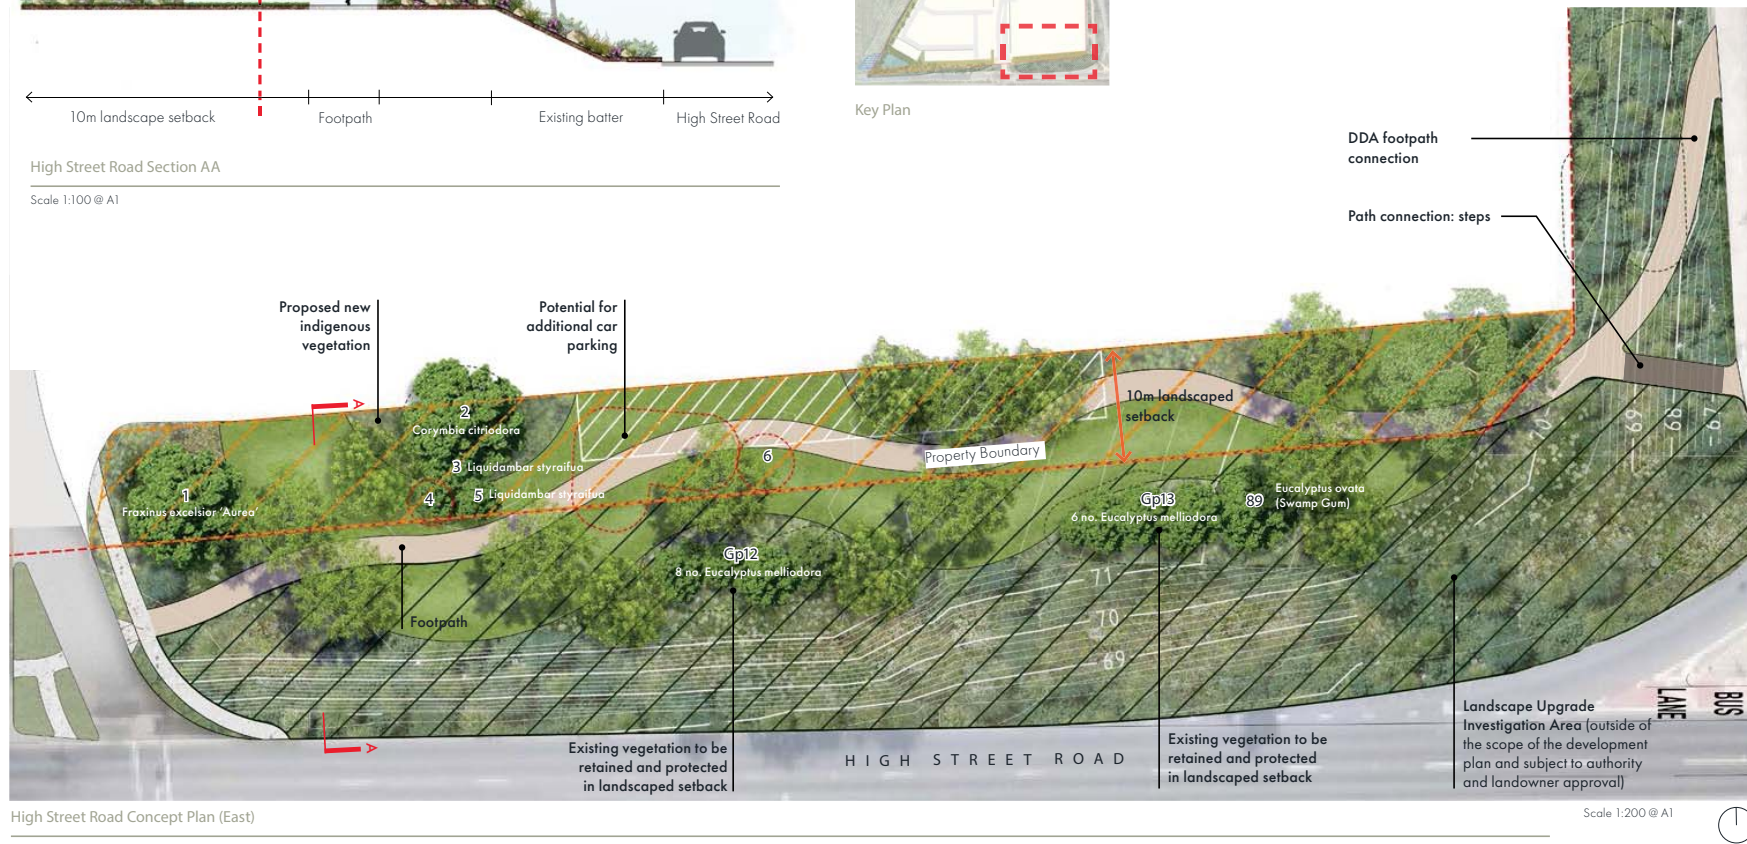 10m landscape setback
Footpath
Existing batter
High Street Road
High Street Road Section AA
Scale 1:100 @ A1
Key Plan
DDA footpath
connection
Path connection: steps
Proposed new
indigenous
vegetation
Potential for
additional car
parking
A
2
Corymbia citriodora
3 Liquidambar styraifua
4
5 Liquidambar styraifua
1
Fraxinus excelsior 'Aurea'
6
Property Boundary
10m landscaped
setback
70
69
68
67
Gp13
6 no. Eucalyptus melliodora
89
Eucalyptus ovata
(Swamp Gum)
Gp12
8 no. Eucalyptus melliodora
71
70
69
Footpath
A
Existing vegetation to be
retained and protected
in landscaped setback
HIGH STREET ROAD
Existing vegetation to be
retained and protected
in landscaped setback
Landscape Upgrade
Investigation Area (outside of
the scope of the development
plan and subject to authority
and landowner approval)
BUS
LANE
High Street Road Concept Plan (East)
Scale 1:200 @ A1